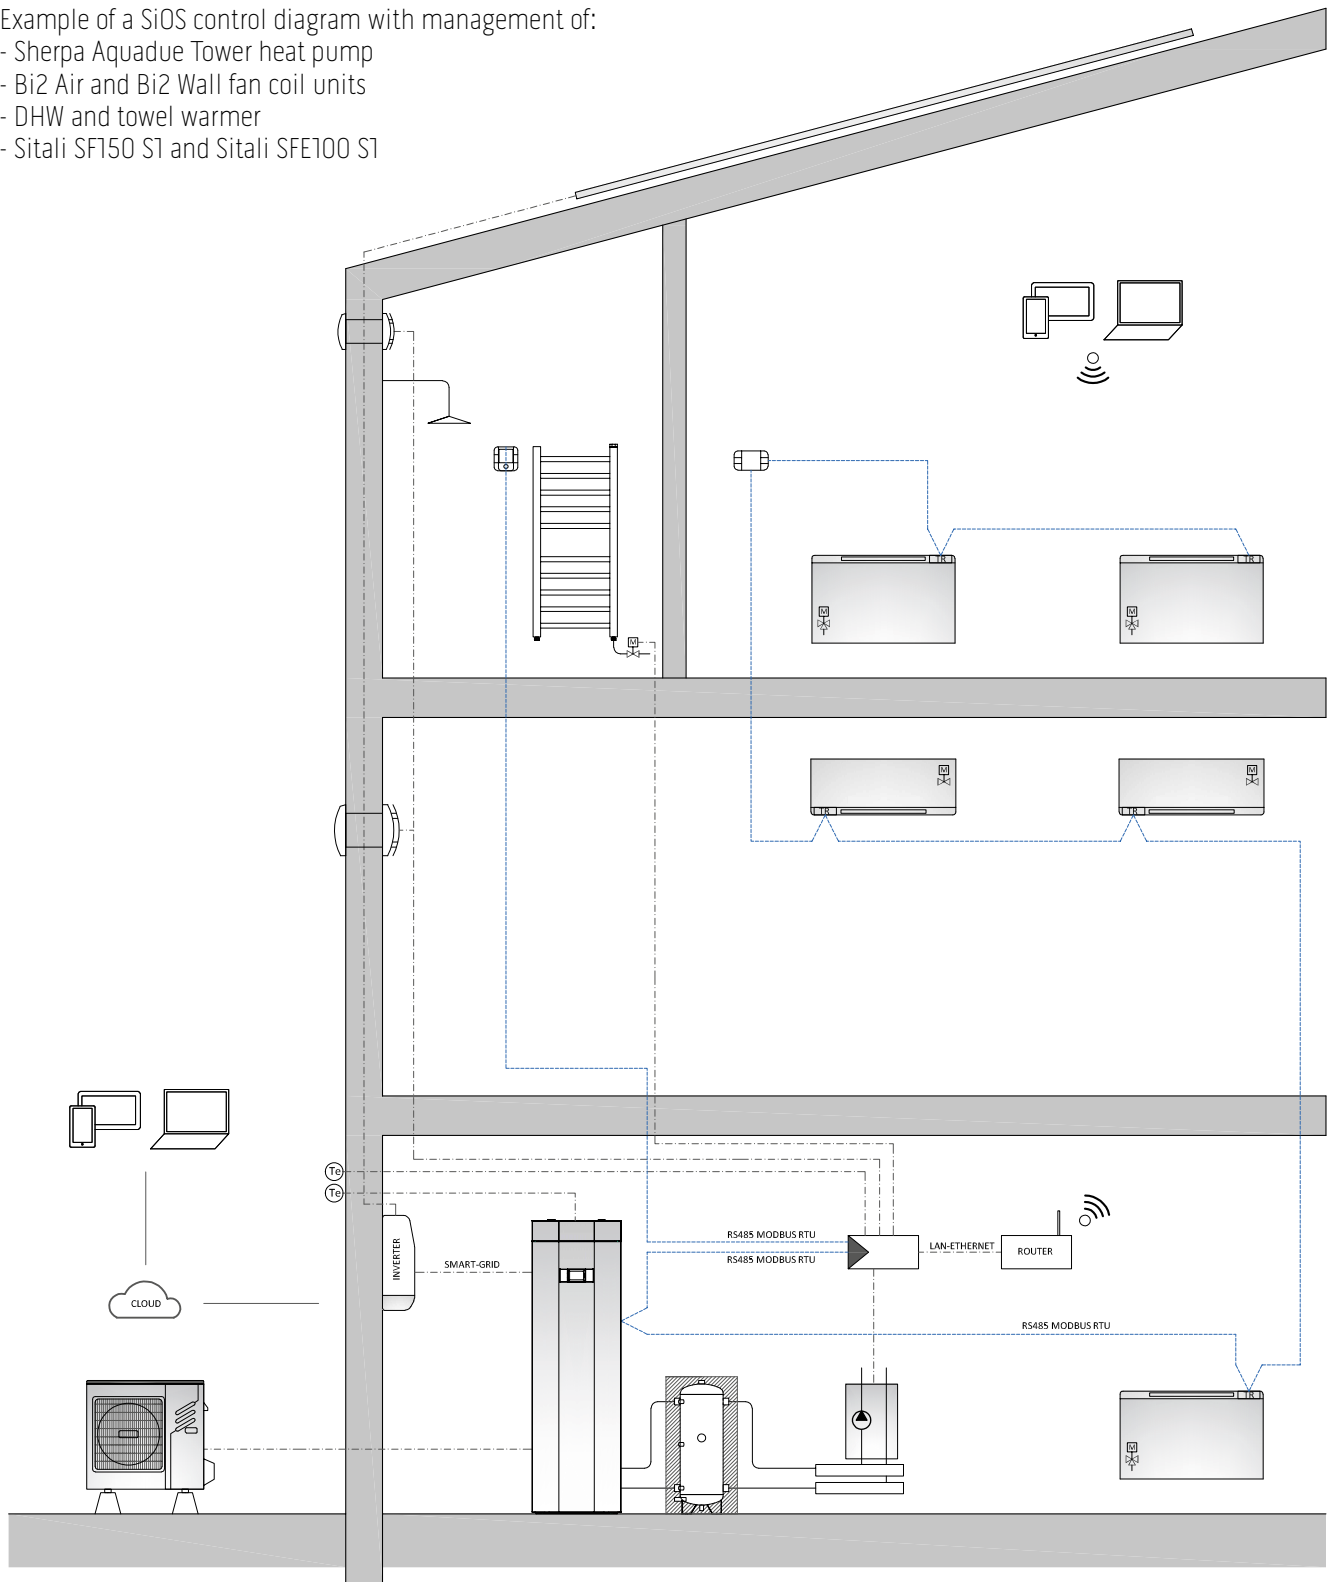 Example of a SiOS control diagram with management of:
- Sherpa Aquadue Tower heat pump
- Bi2 Air and Bi2 Wall fan coil units
- DHW and towel warmer
- Sitali SF150 S1 and Sitali SFE100 S1
TR
TR
M
M
M
M
M
TR
TR
Te
Te
RS485 MODBUS RTU
LAN-ETHERNET
ROUTER
RS485 MODBUS RTU
INVERTER
SMART-GRID
CLOUD
RS485 MODBUS RTU
TR
M